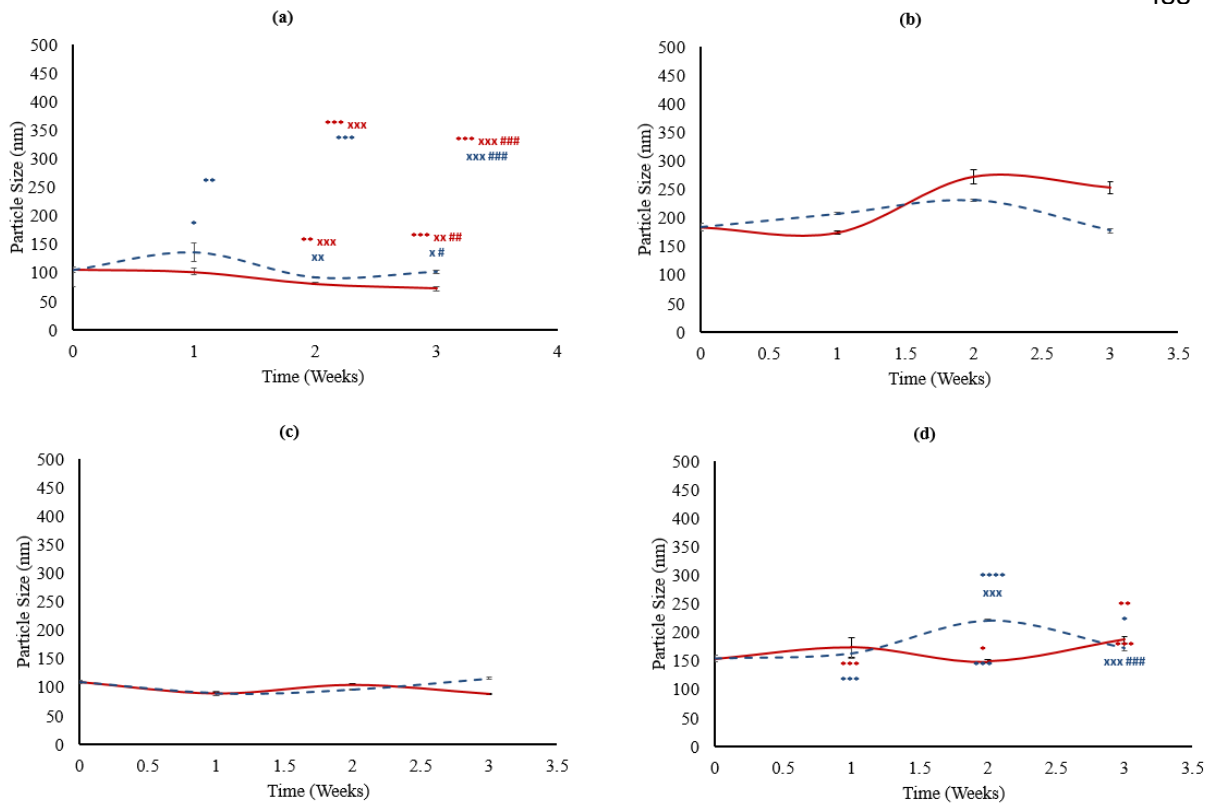 (a)
500
450
400
350
300
250
200
150
100
50
0
Particle Size (nm)
0 1 2 3 4
Time (Weeks)
♦♦
♦
♦♦♦ xxx
♦♦♦
♦♦ xxx
xx
♦♦♦ xxx ###
xxx ###
♦♦♦ xx ##
x #
(b)
500
450
400
350
300
250
200
150
100
50
0
Particle Size (nm)
0 0.5 1 1.5 2 2.5 3 3.5
Time (Weeks)
(c)
500
450
400
350
300
250
200
150
100
50
0
Particle Size (nm)
0 0.5 1 1.5 2 2.5 3 3.5
Time (Weeks)
(d)
500
450
400
350
300
250
200
150
100
50
0
Particle Size (nm)
0 0.5 1 1.5 2 2.5 3 3.5
Time (Weeks)
♦♦♦
♦♦♦
♦♦♦♦
xxx
♦
♦♦♦
♦♦
♦
♦♦♦
xxx ###